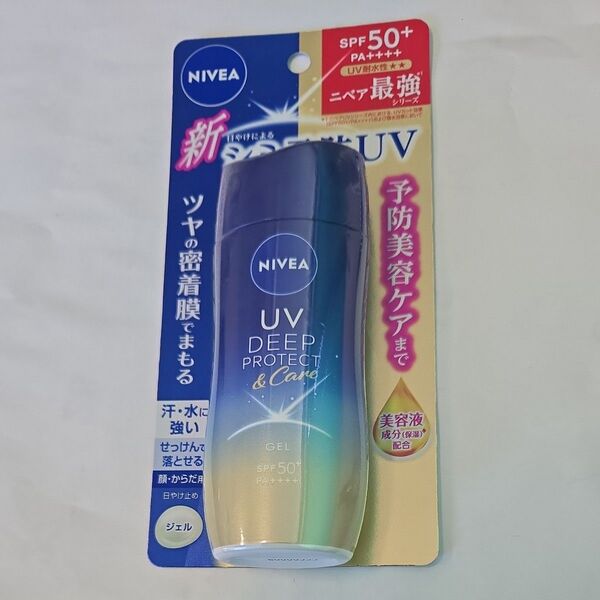 NIVEA
SPF50+
PA++++
UV耐水性★★
ニベア最強*1
シリーズ
新
日やけによる
UV
予防美容ケアまで
ツヤの密着膜でまもる
NIVEA
UV
DEEP
PROTECT
& Care
GEL
SPF50+
PA++++
汗・水に
強い
せっけんで
落とせる
顔・からだ用
日やけ止め
ジェル
美容液
成分(保湿)
配合